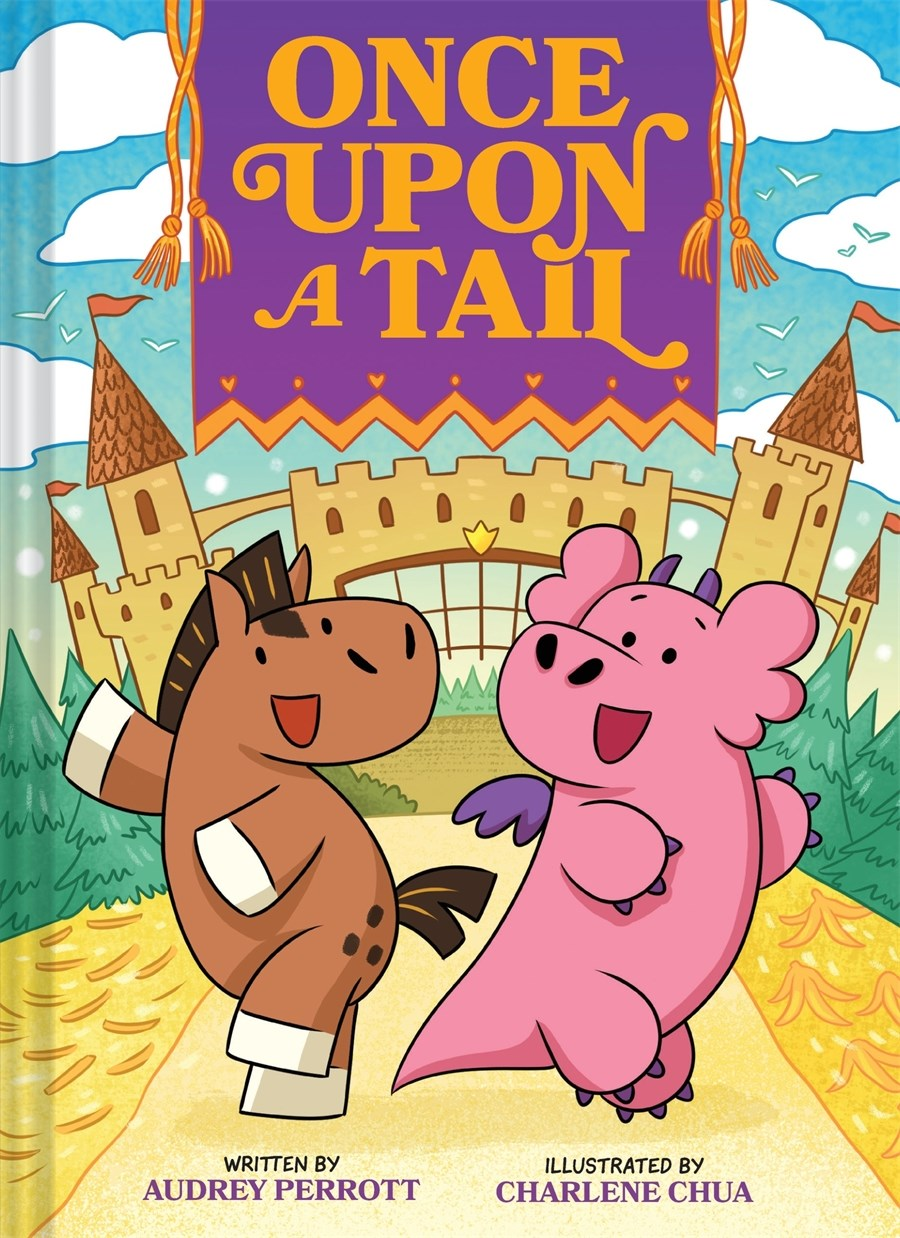 ONCE
UPON
A TAIL
WRITTEN BY
AUDREY PERROTT
ILLUSTRATED BY
CHARLENE CHUA